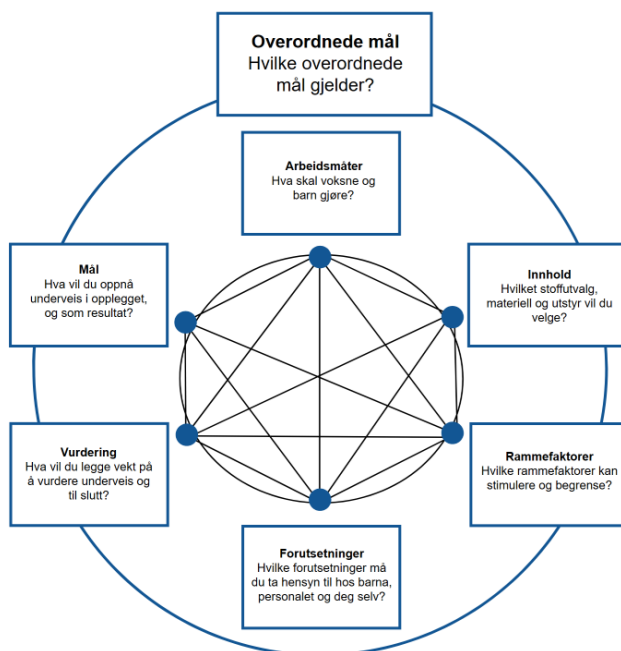 Overordnede mål
Hvilke overordnede
mål gjelder?
Arbeidsmåter
Hva skal voksne og
barn gjøre?
Mål
Hva vil du oppnå
underveis i opplegget,
og som resultat?
Innhold
Hvilket stoffutvalg,
materiell og utstyr vil du
velge?
Vurdering
Hva vil du legge vekt på
å vurdere underveis og
til slutt?
Rammefaktorer
Hvilke rammefaktorer kan
stimulere og begrense?
Forutsetninger
Hvilke forutsetninger må
du ta hensyn til hos barna,
personalet og deg selv?